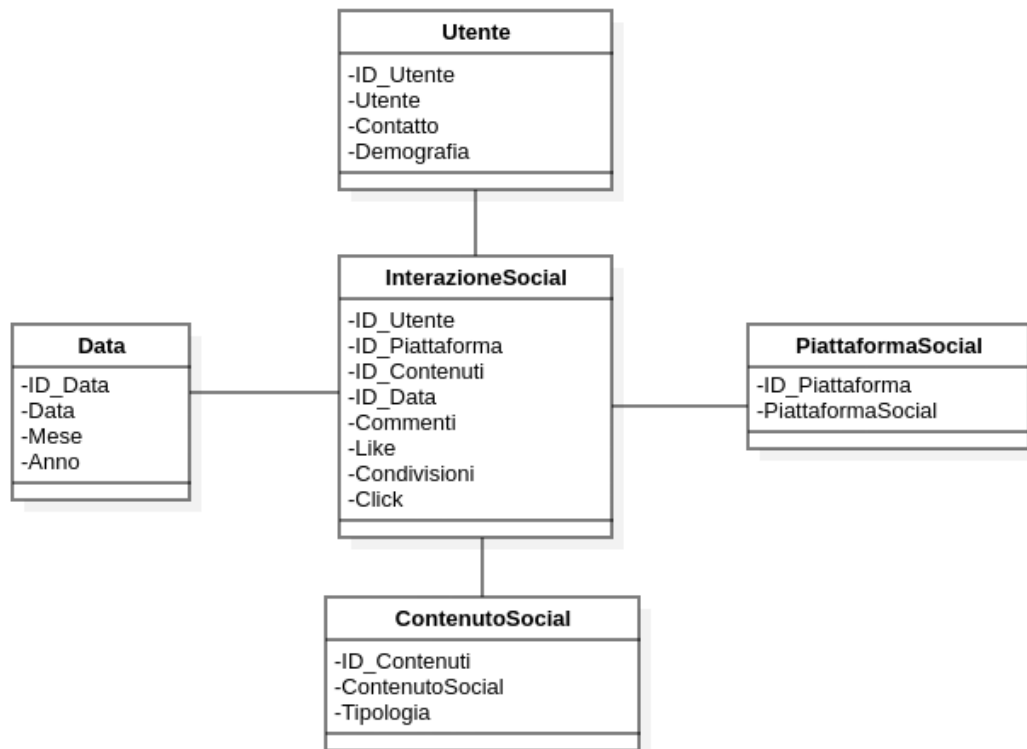 Utente
-ID_Utente
-Utente
-Contatto
-Demografia
InterazioneSocial
-ID_Utente
-ID_Piattaforma
-ID_Contenuti
-ID_Data
-Commenti
-Like
-Condivisioni
-Click
Data
-ID_Data
-Data
-Mese
-Anno
PiattaformaSocial
-ID_Piattaforma
-PiattaformaSocial
ContenutoSocial
-ID_Contenuti
-ContenutoSocial
-Tipologia